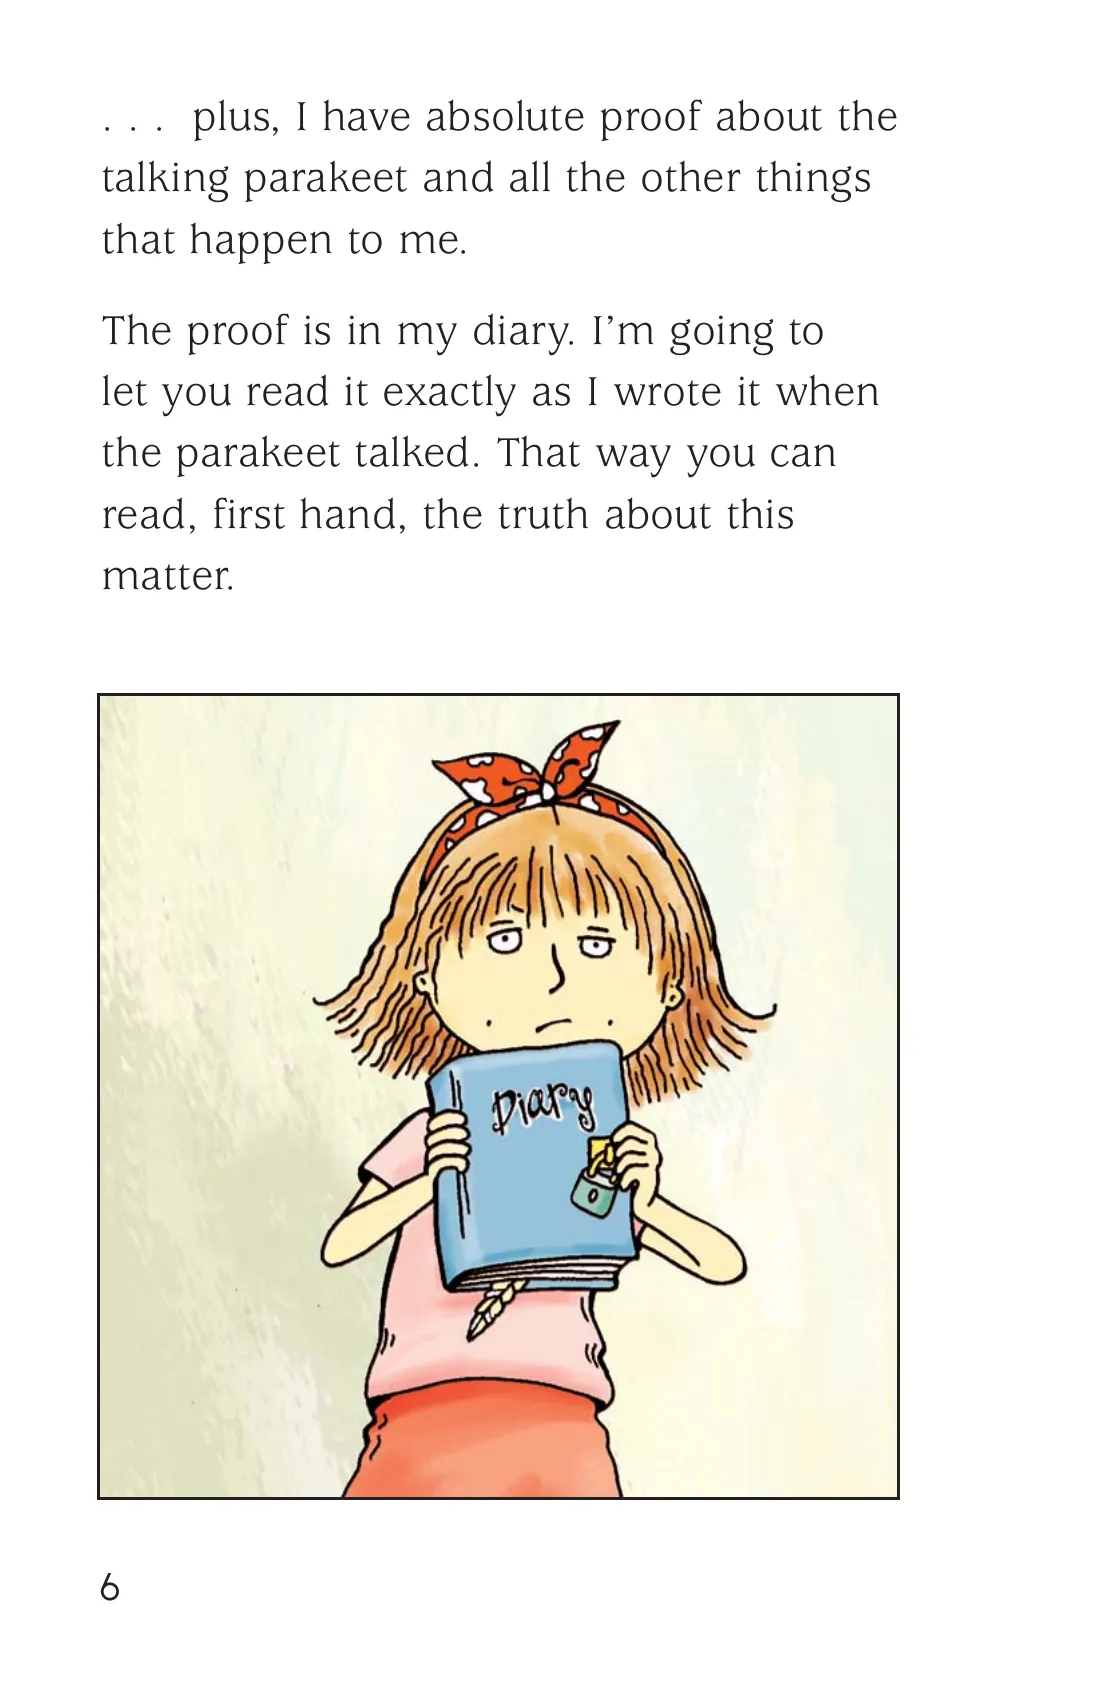 . . . plus, I have absolute proof about the
talking parakeet and all the other things
that happen to me.
The proof is in my diary. I’m going to
let you read it exactly as I wrote it when
the parakeet talked. That way you can
read, first hand, the truth about this
matter.
Diary
6